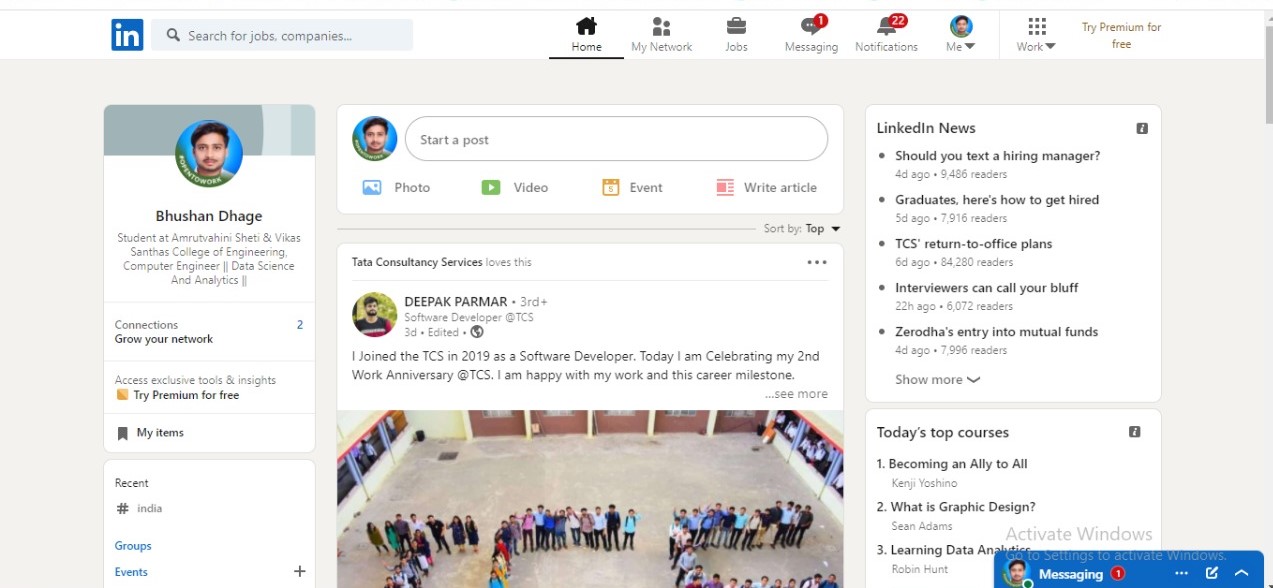 in
Search for jobs, companies...
Home
My Network
Jobs
1
Messaging
22
Notifications
Me
Work
Try Premium for
free
#OPENTOWORK
Bhushan Dhage
Student at Amrutvahini Sheti & Vikas
Santhas College of Engineering,
Computer Engineer || Data Science
And Analytics ||
Connections 2
Grow your network
Access exclusive tools & insights
Try Premium for free
My items
Recent
# india
Groups
Events +
Start a post
Photo
Video
Event
Write article
Sort by: Top
Tata Consultancy Services loves this
DEEPAK PARMAR • 3rd+
Software Developer @TCS
3d • Edited •
I Joined the TCS in 2019 as a Software Developer. Today I am Celebrating my 2nd
Work Anniversary @TCS. I am happy with my work and this career milestone.
...see more
LinkedIn News
Should you text a hiring manager?
4d ago • 9,486 readers
Graduates, here's how to get hired
5d ago • 7,916 readers
TCS' return-to-office plans
6d ago • 84,280 readers
Interviewers can call your bluff
22h ago • 6,072 readers
Zerodha's entry into mutual funds
4d ago • 7,996 readers
Show more
Today's top courses
1. Becoming an Ally to All
Kenji Yoshino
2. What is Graphic Design?
Sean Adams
3. Learning Data Analytics
Robin Hunt
Activate Windows
Go to Settings to activate Windows.
Messaging 1